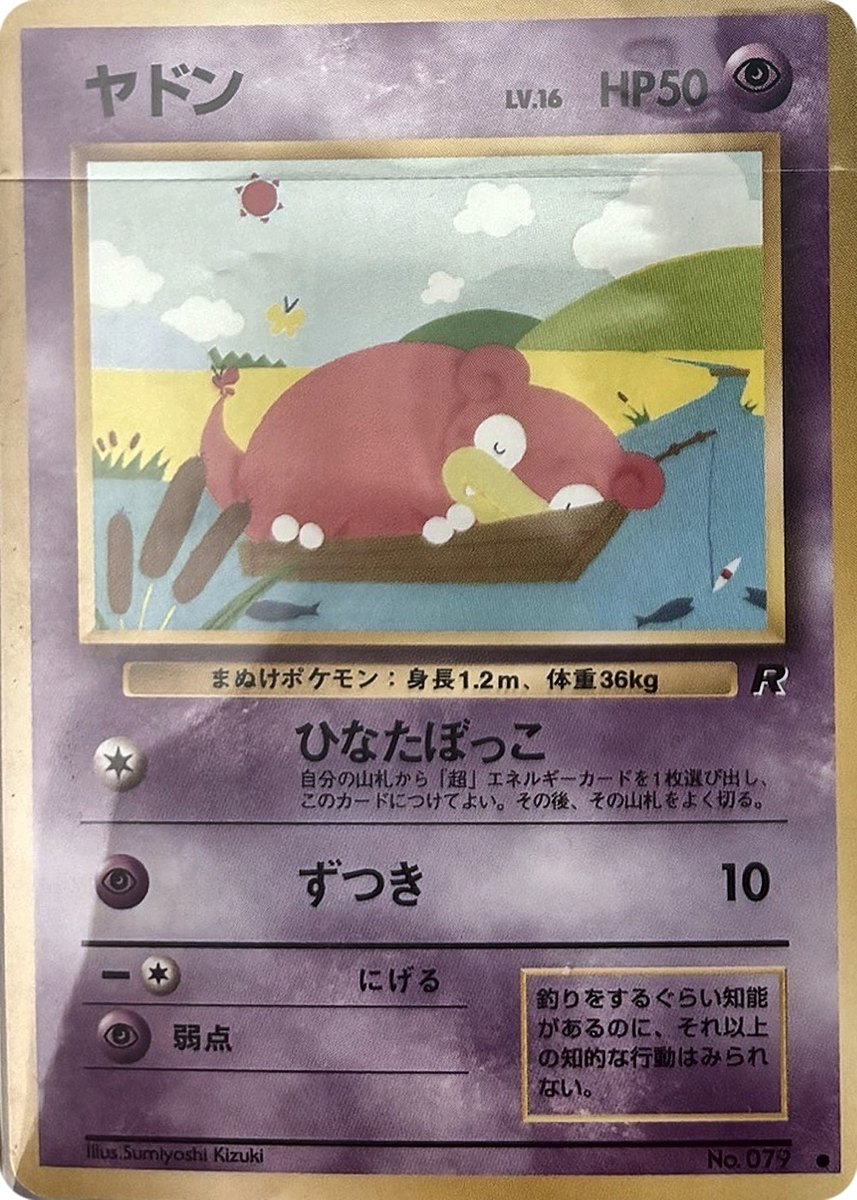 ヤドン LV.16 HP50
まぬけポケモン：身長1.2m、体重36kg R
ひなたぼっこ
自分の山札から「超」エネルギーカードを1枚選び出し、
このカードにつけてよい。その後、その山札をよく切る。
ずつき 10
にげる
弱点
釣りをするぐらい知能
があるのに、それ以上
の知的な行動はみられ
ない。
Illus.Sumiyoshi Kizuki No. 079